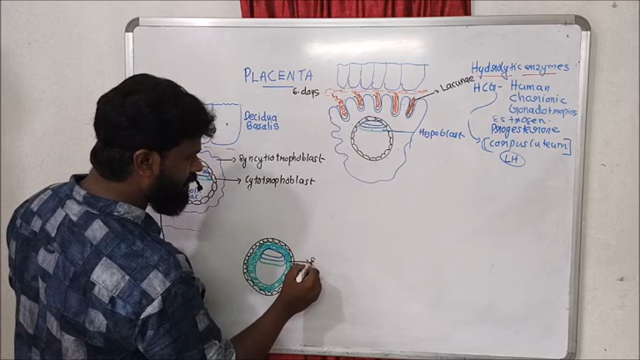 PLACENTA
6-days
Decidua
Basalis
Syncytiotrophoblast
Cytotrophoblast
Lacunae
Hypoblast
Hydrolytic enzymes
HCG- Human
chorionic
Gonadotropins
Estrogen-
Progesterone
[corpus luteum]
LH